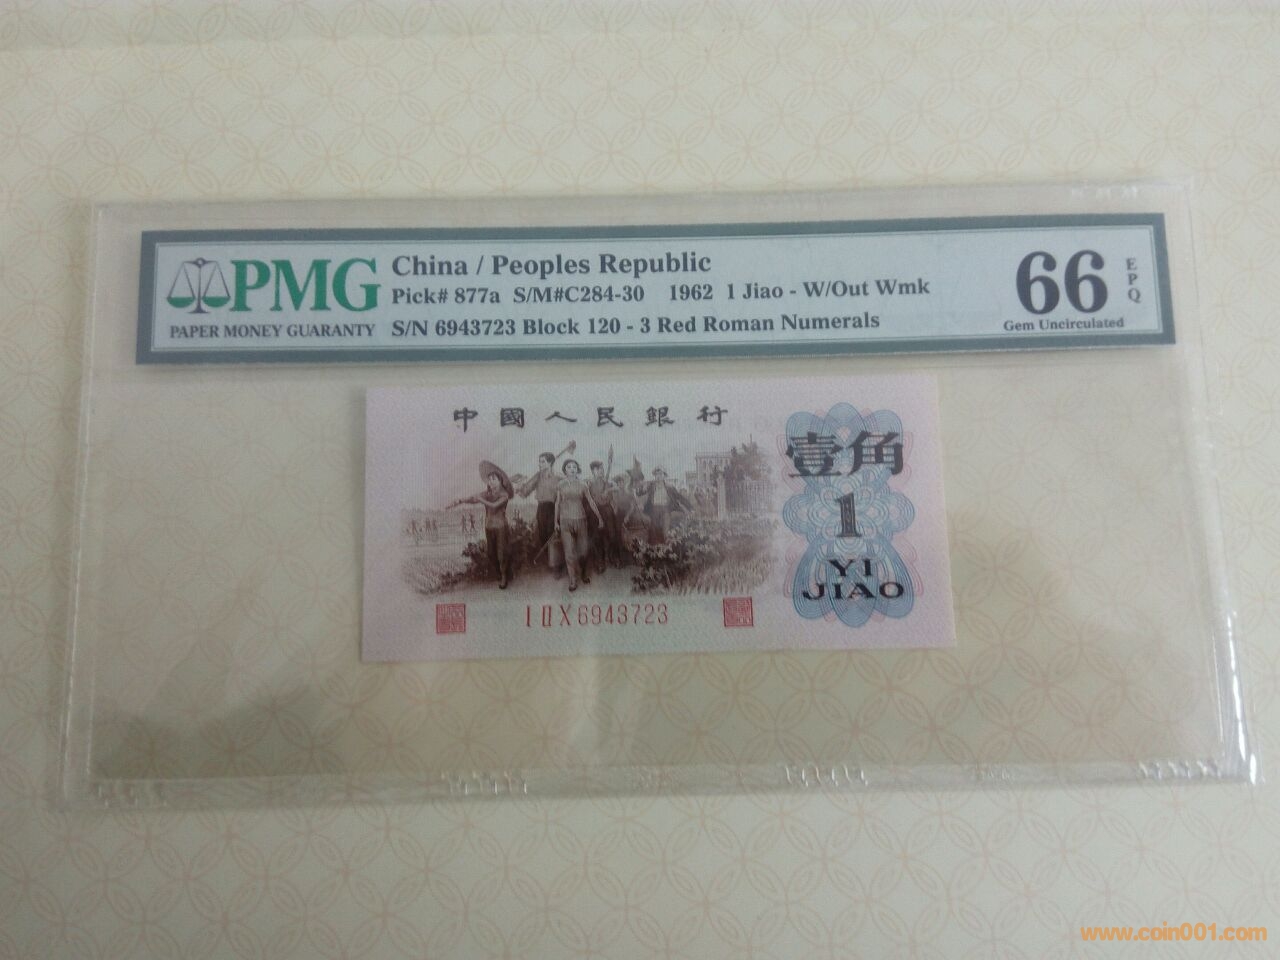 PMG
PAPER MONEY GUARANTY
China / Peoples Republic
Pick# 877a S/M#C284-30 1962 1 Jiao - W/Out Wmk
S/N 6943723 Block 120 - 3 Red Roman Numerals
66
EPQ
Gem Uncirculated
中國人民銀行
壹角
1
YI
JIAO
I II X 6943723
www.coin001.com